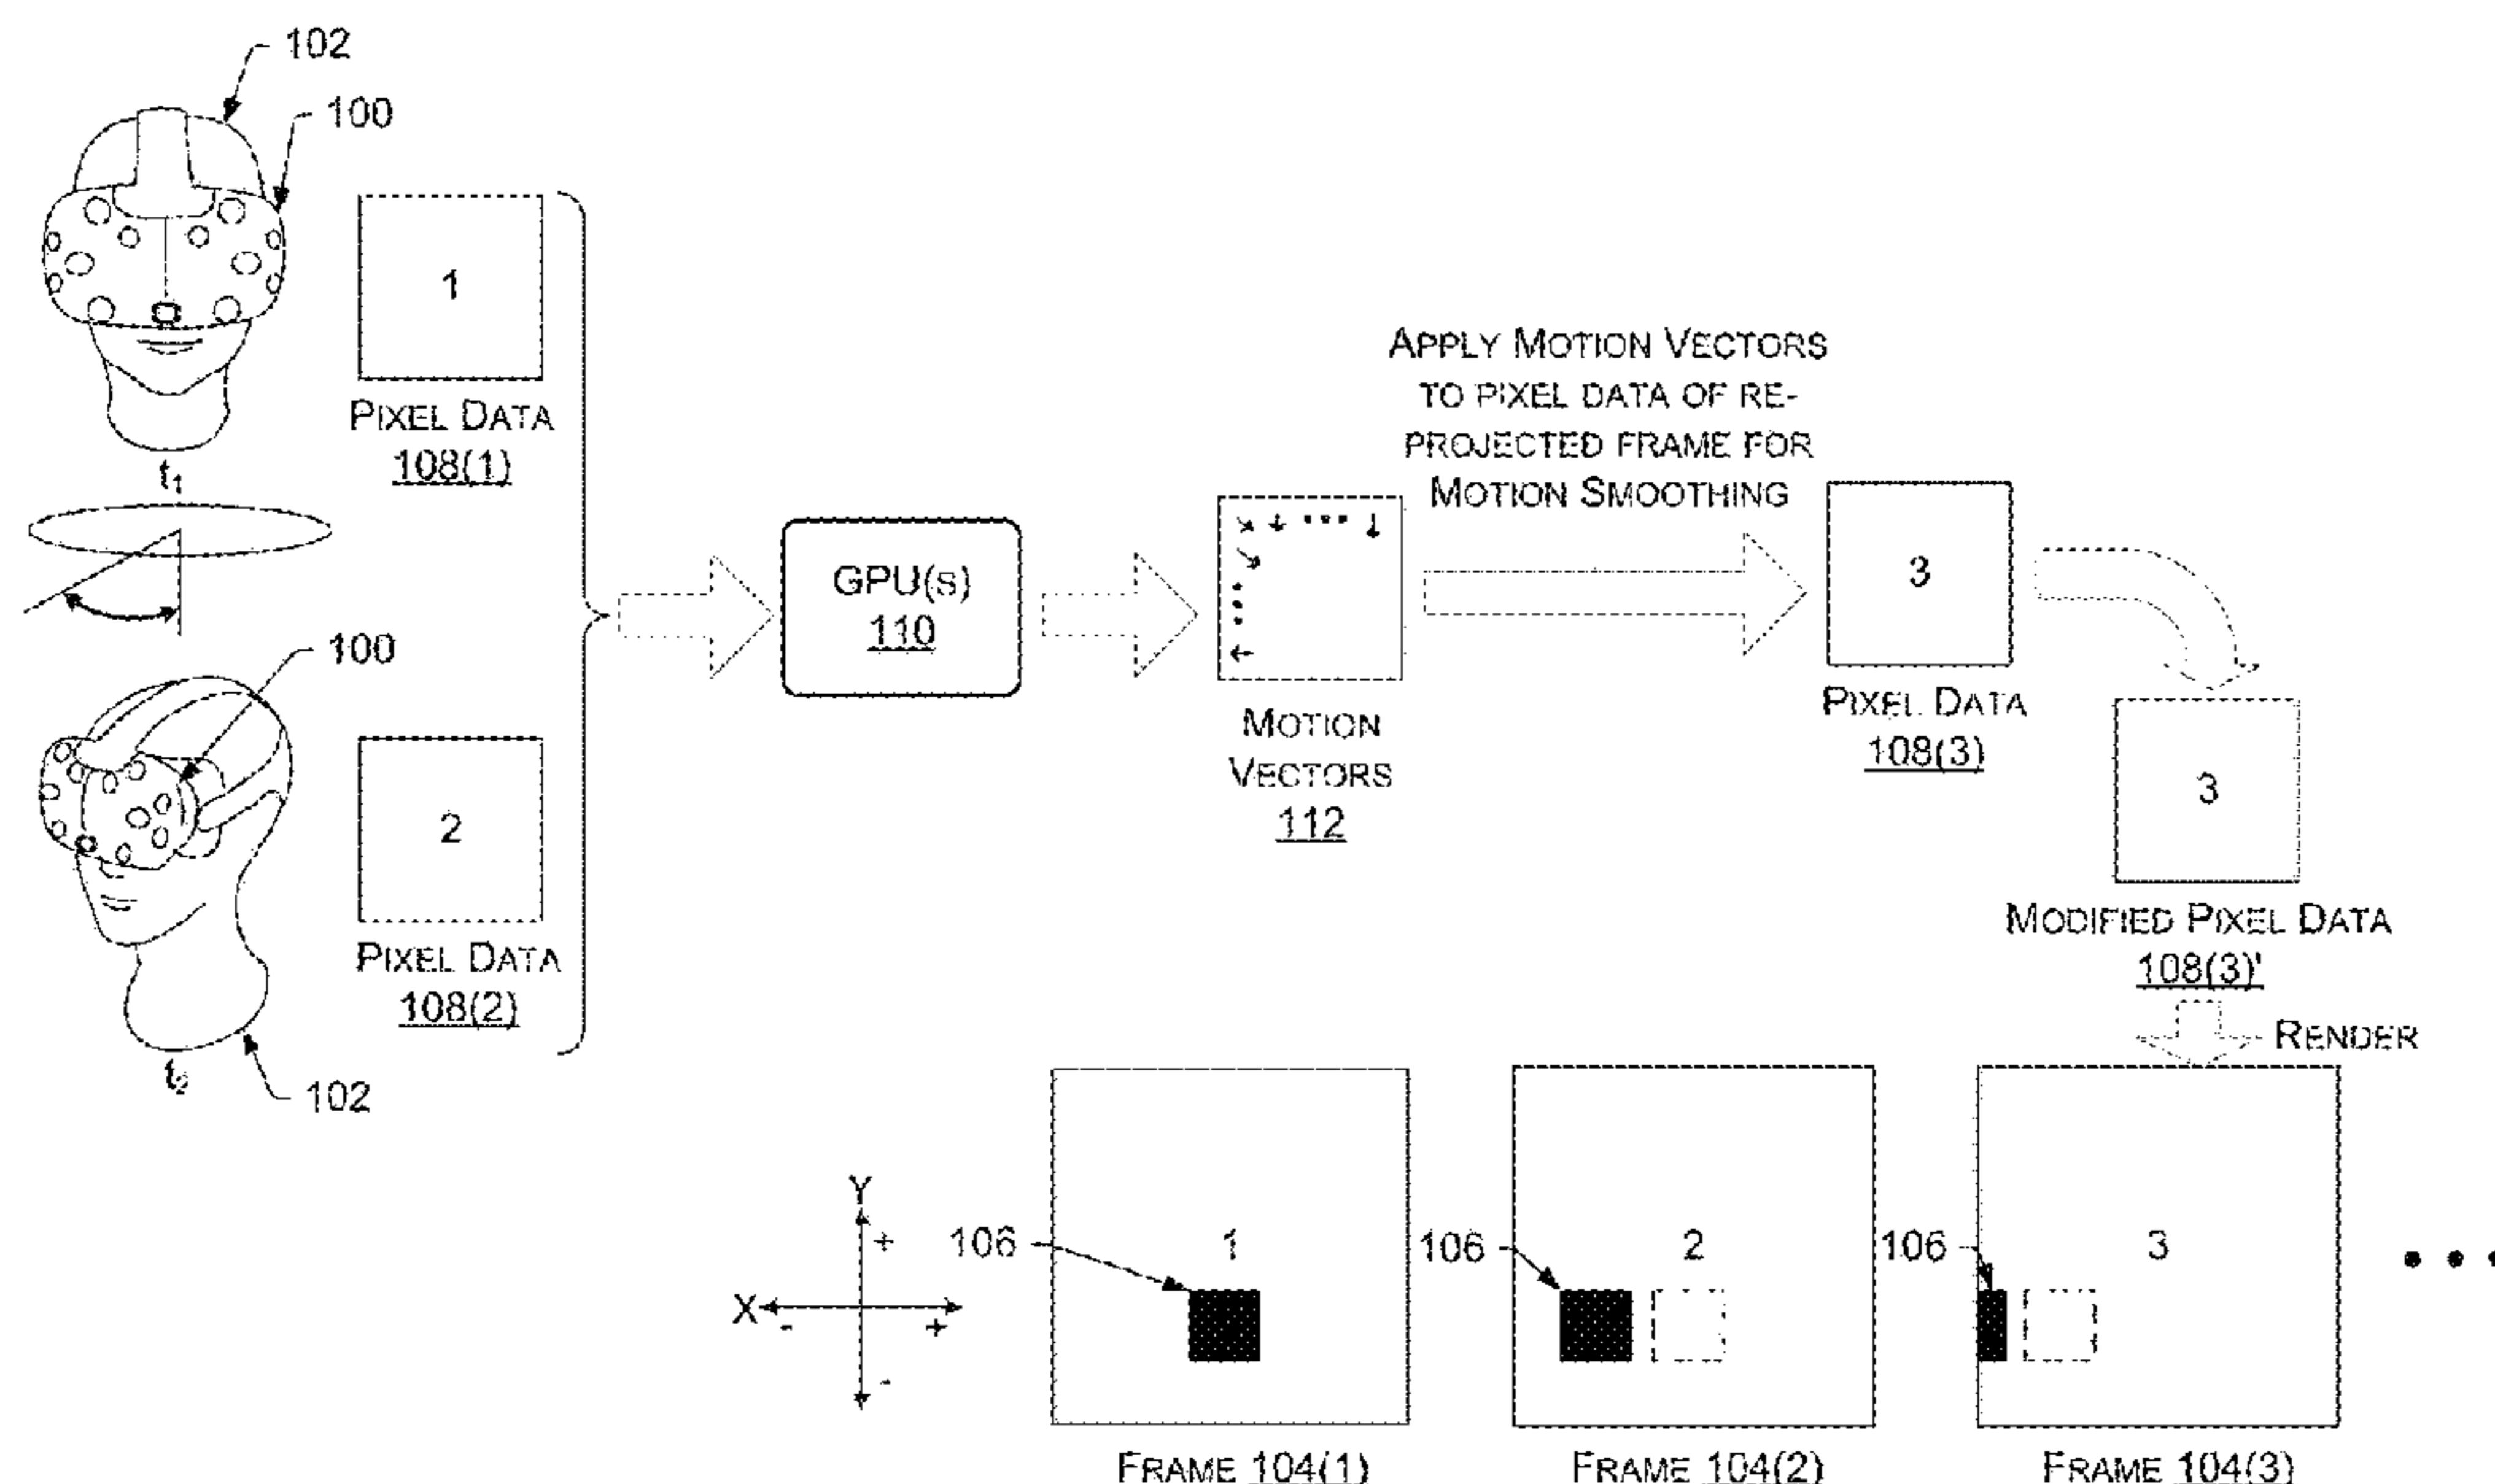 102
100
1
PIXEL DATA
108(1)
t1
100
2
PIXEL DATA
108(2)
t2
102
GPU(S)
110
MOTION
VECTORS
112
APPLY MOTION VECTORS
TO PIXEL DATA OF RE-
PROJECTED FRAME FOR
MOTION SMOOTHING
3
PIXEL DATA
108(3)
3
MODIFIED PIXEL DATA
108(3)'
RENDER
Y
+
X
-
+
-
106
1
FRAME 104(1)
106
2
FRAME 104(2)
106
3
FRAME 104(3)